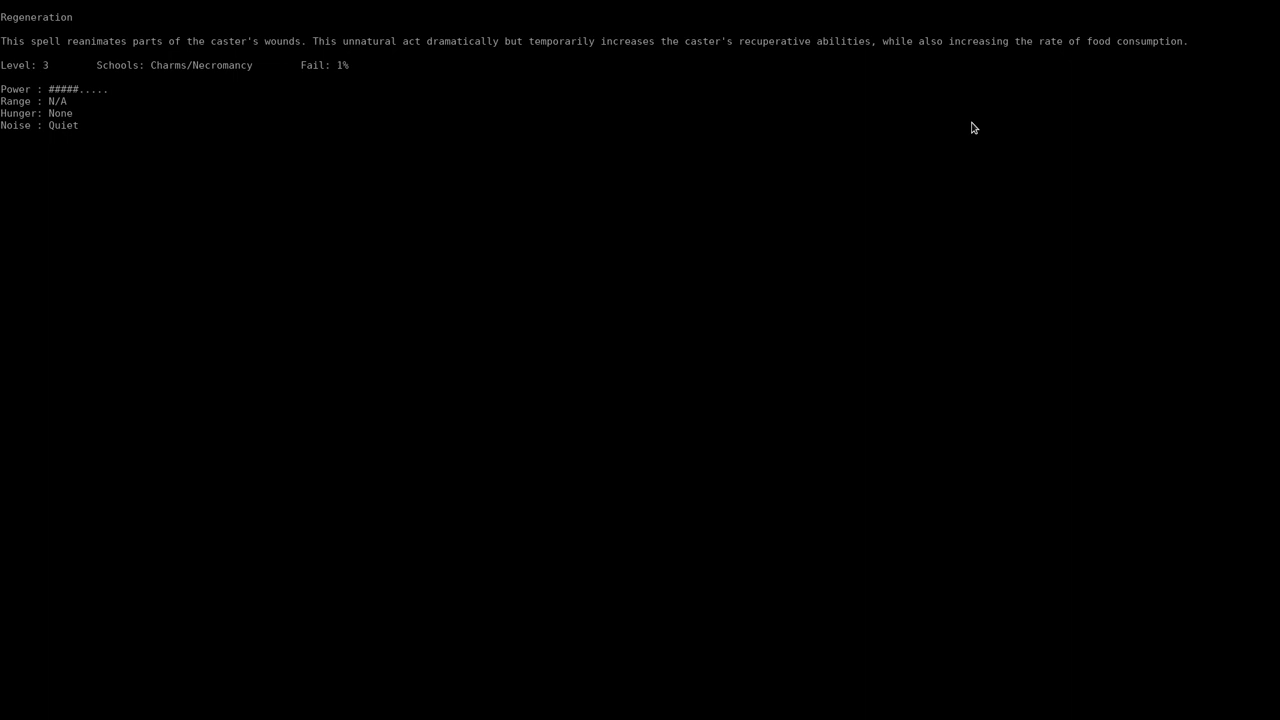 Regeneration
This spell reanimates parts of the caster's wounds. This unnatural act dramatically but temporarily increases the caster's recuperative abilities, while also increasing the rate of food consumption.
Level: 3        Schools: Charms/Necromancy        Fail: 1%
Power : #####.....
Range : N/A
Hunger: None
Noise : Quiet